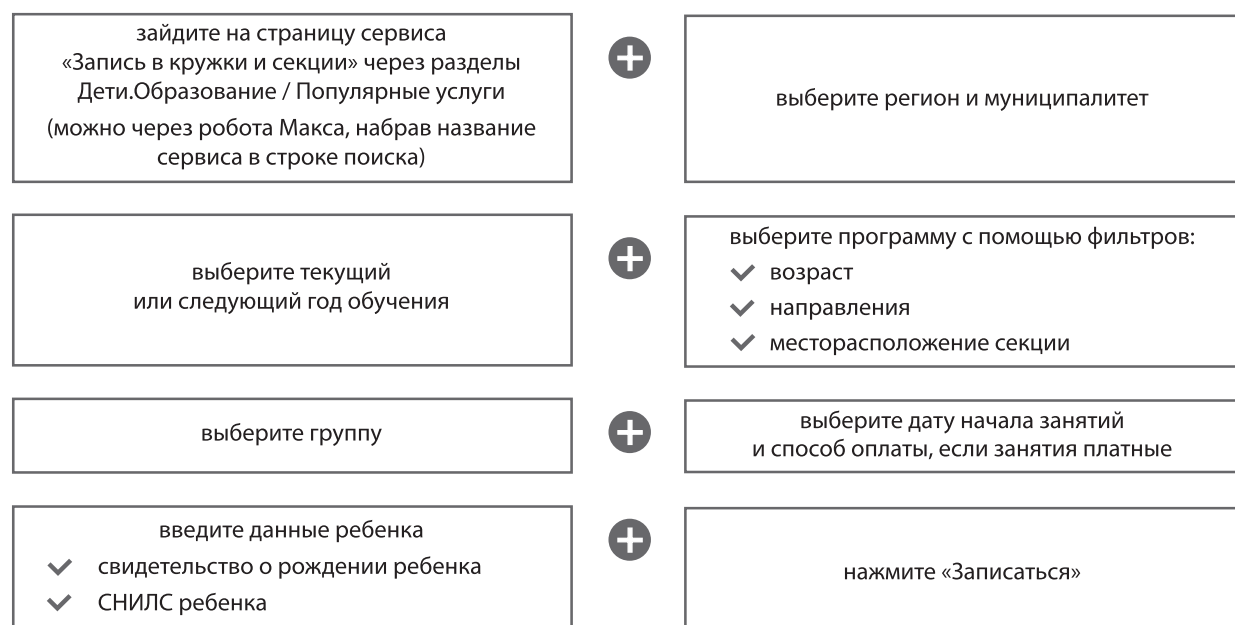 зайдите на страницу сервиса
«Запись в кружки и секции» через разделы
Дети.Образование / Популярные услуги
(можно через робота Макса, набрав название
сервиса в строке поиска)
выберите регион и муниципалитет
выберите текущий
или следующий год обучения
выберите программу с помощью фильтров:
возраст
направления
месторасположение секции
выберите группу
выберите дату начала занятий
и способ оплаты, если занятия платные
введите данные ребенка
свидетельство о рождении ребенка
СНИЛС ребенка
нажмите «Записаться»